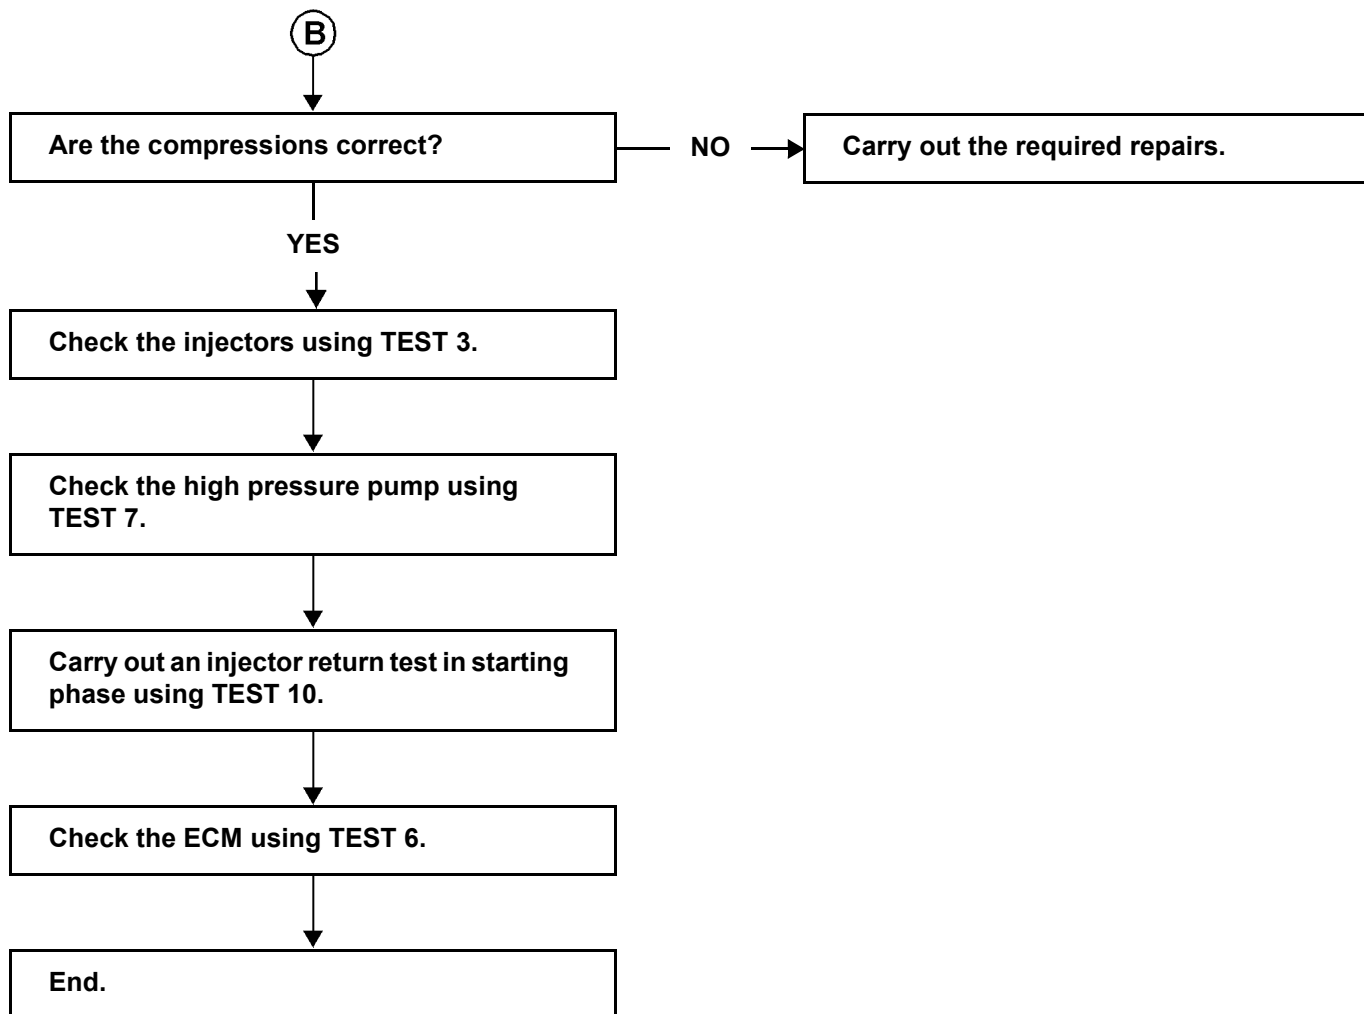 B
Are the compressions correct?
NO
Carry out the required repairs.
YES
Check the injectors using TEST 3.
Check the high pressure pump using
TEST 7.
Carry out an injector return test in starting
phase using TEST 10.
Check the ECM using TEST 6.
End.